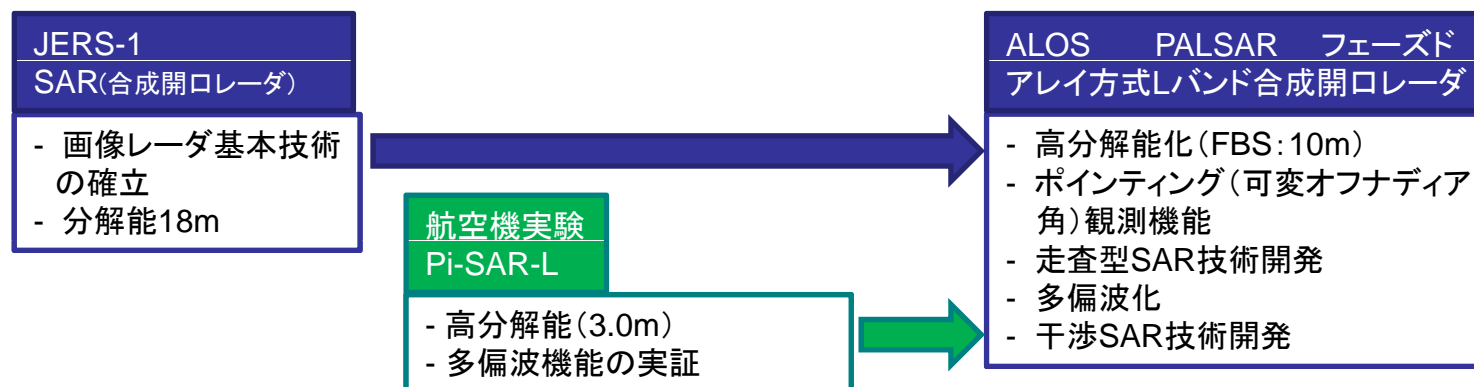 JERS-1
SAR(合成開口レーダ)
- 画像レーダ基本技術
の確立
- 分解能18m
航空機実験
Pi-SAR-L
- 高分解能(3.0m)
- 多偏波機能の実証
ALOS PALSAR フェーズド
アレイ方式Lバンド合成開口レーダ
- 高分解能化(FBS:10m)
- ポインティング(可変オフナディア
角)観測機能
- 走査型SAR技術開発
- 多偏波化
- 干渉SAR技術開発